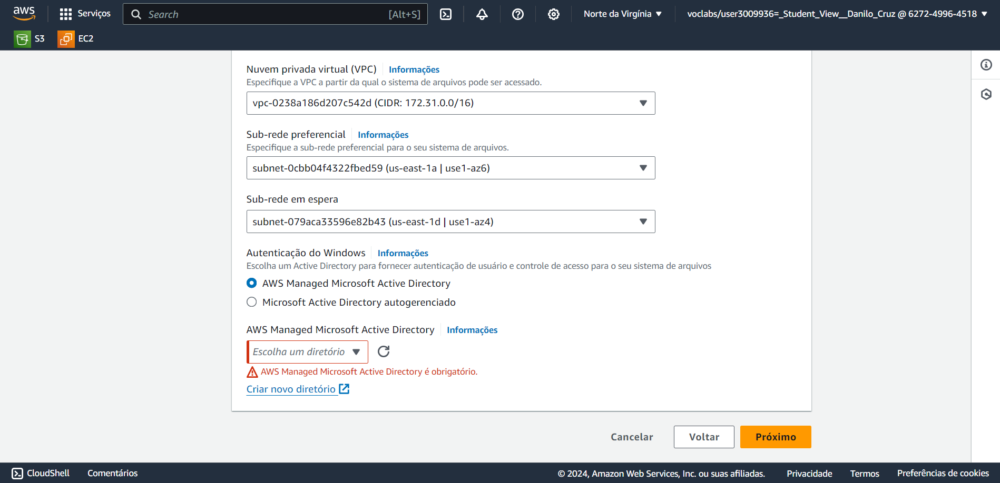 aws
Serviços
Search
[Alt+S]
Norte da Virgínia
voclabs/user3009936=_Student_View__Danilo_Cruz @ 6272-4996-4518
S3
EC2
Nuvem privada virtual (VPC) Informações
Especifique a VPC a partir da qual o sistema de arquivos pode ser acessado.
vpc-0238a186d207c542d (CIDR: 172.31.0.0/16)
Sub-rede preferencial Informações
Especifique a sub-rede preferencial para o seu sistema de arquivos.
subnet-0cbb04f4322fbed59 (us-east-1a | use1-az6)
Sub-rede em espera
subnet-079aca33596e82b43 (us-east-1d | use1-az4)
Autenticação do Windows Informações
Escolha um Active Directory para fornecer autenticação de usuário e controle de acesso para o seu sistema de arquivos
AWS Managed Microsoft Active Directory
Microsoft Active Directory autogerenciado
AWS Managed Microsoft Active Directory Informações
Escolha um diretório
AWS Managed Microsoft Active Directory é obrigatório.
Criar novo diretório
Cancelar
Voltar
Próximo
CloudShell
Comentários
© 2024, Amazon Web Services, Inc. ou suas afiliadas.
Privacidade
Termos
Preferências de cookies